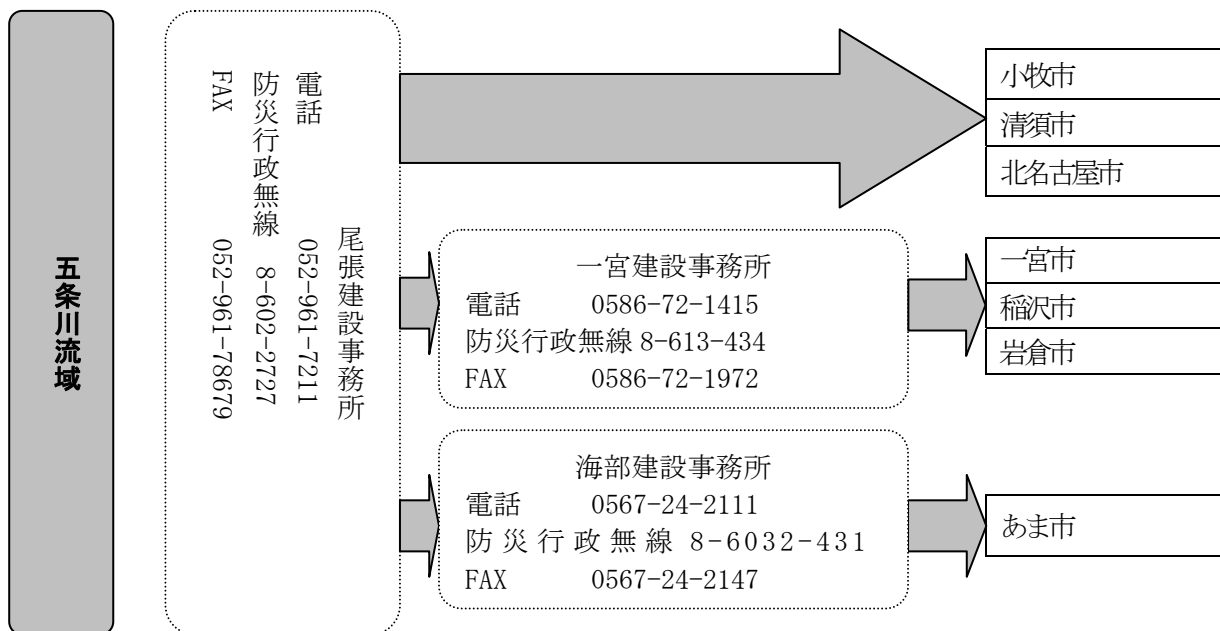 五条川流域
尾張建設事務所
電話 052-961-7211
防災行政無線 8-602-2727
FAX 052-961-78679
小牧市
清須市
北名古屋市
一宮建設事務所
電話 0586-72-1415
防災行政無線 8-613-434
FAX 0586-72-1972
一宮市
稲沢市
岩倉市
海部建設事務所
電話 0567-24-2111
防災行政無線 8-6032-431
FAX 0567-24-2147
あま市